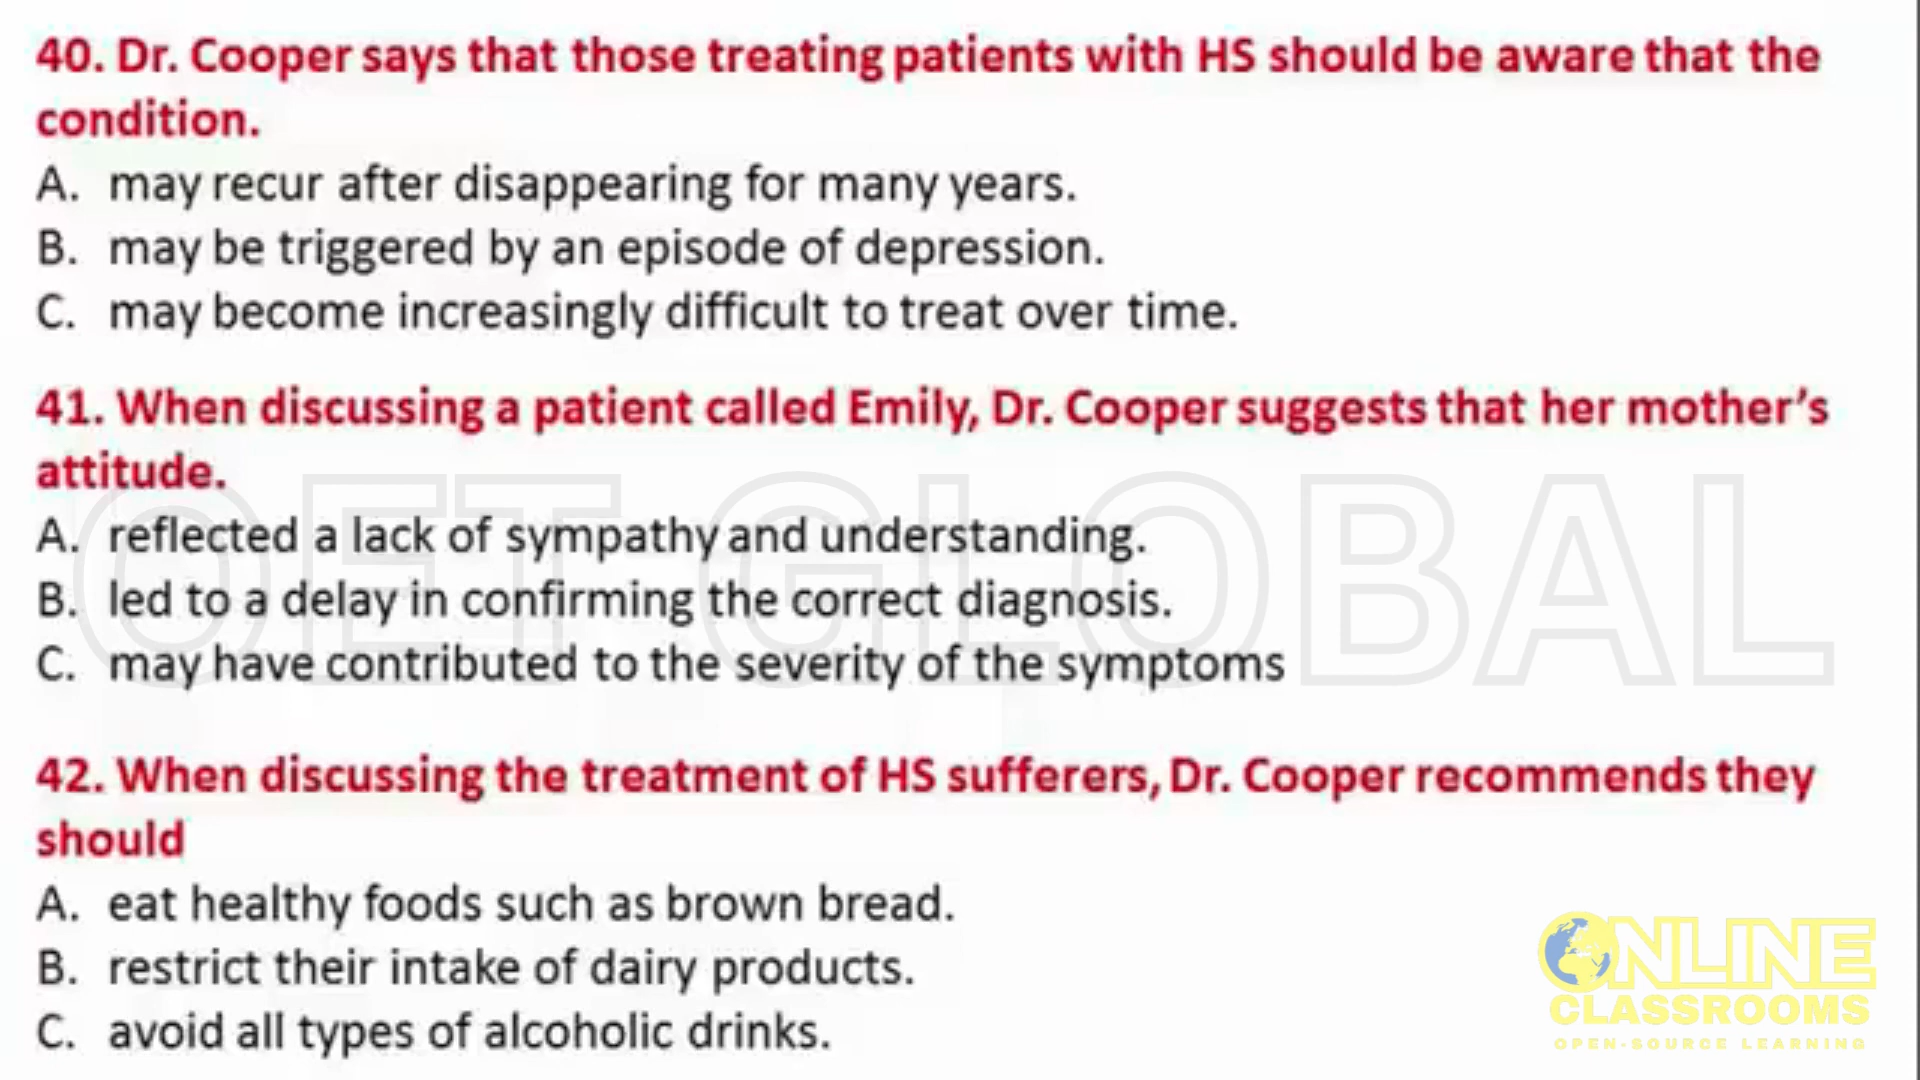 40. Dr. Cooper says that those treating patients with HS should be aware that the
condition.
A. may recur after disappearing for many years.
B. may be triggered by an episode of depression.
C. may become increasingly difficult to treat over time.
41. When discussing a patient called Emily, Dr. Cooper suggests that her mother's
attitude.
A. reflected a lack of sympathy and understanding.
B. led to a delay in confirming the correct diagnosis.
C. may have contributed to the severity of the symptoms
OET GLOBAL
42. When discussing the treatment of HS sufferers, Dr. Cooper recommends they
should
A. eat healthy foods such as brown bread.
B. restrict their intake of dairy products.
C. avoid all types of alcoholic drinks.
ONLINE
CLASSROOMS
OPEN-SOURCE LEARNING